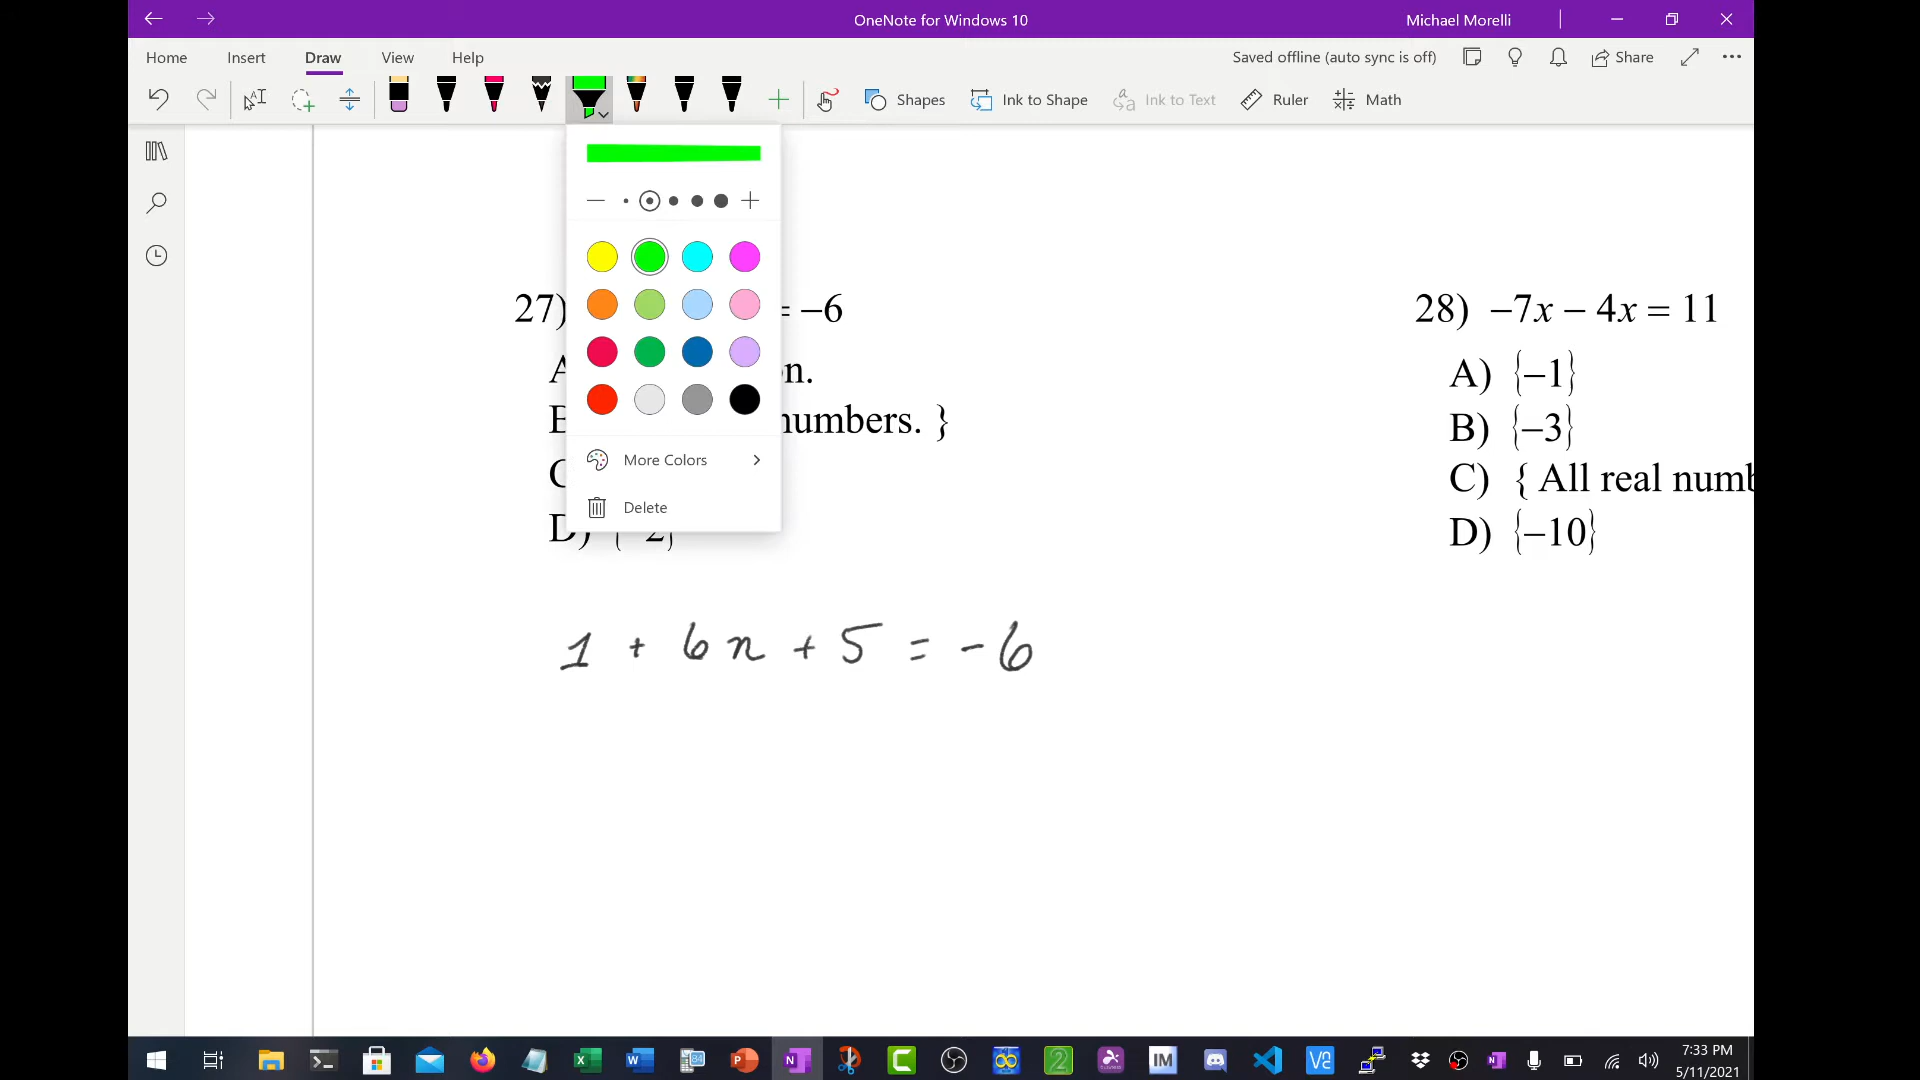 OneNote for Windows 10
Michael Morelli
Home Insert Draw View Help
Saved offline (auto sync is off) Share
Shapes Ink to Shape Ink to Text Ruler Math
27) = −6
n.
numbers. }
D) 2}
More Colors
Delete
28) −7x − 4x = 11
A) {−1}
B) {−3}
C) { All real numb
D) {−10}
1 + 6n + 5 = -6
7:33 PM
5/11/2021